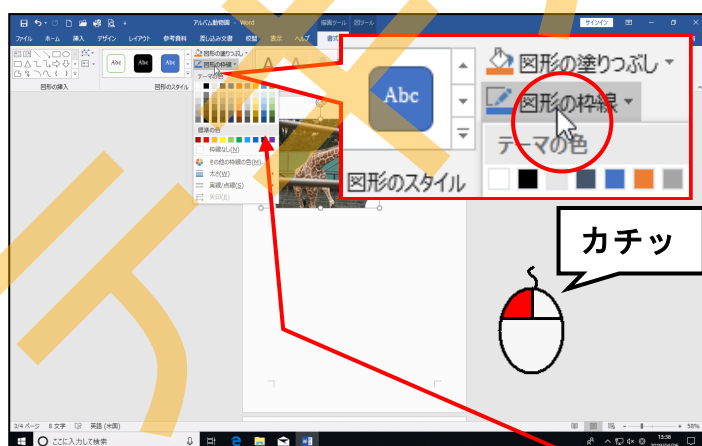 アルバム動物園 - Word
描画ツール
図ツール
サインイン
ファイル
ホーム
挿入
デザイン
レイアウト
参考資料
差し込み文書
校閲
表示
ヘルプ
書式
Abc
Abc
Abc
図形の塗りつぶし
図形の枠線
テーマの色
図形の挿入
図形のスタイル
標準の色
枠線なし(N)
その他の枠線の色(M)...
太さ(W)
実線/点線(S)
矢印(R)
Abc
図形の塗りつぶし
図形の枠線
テーマの色
図形のスタイル
カチッ
3/4 ページ
8 文字
英語 (米国)
50%
ここに入力して検索
13:38